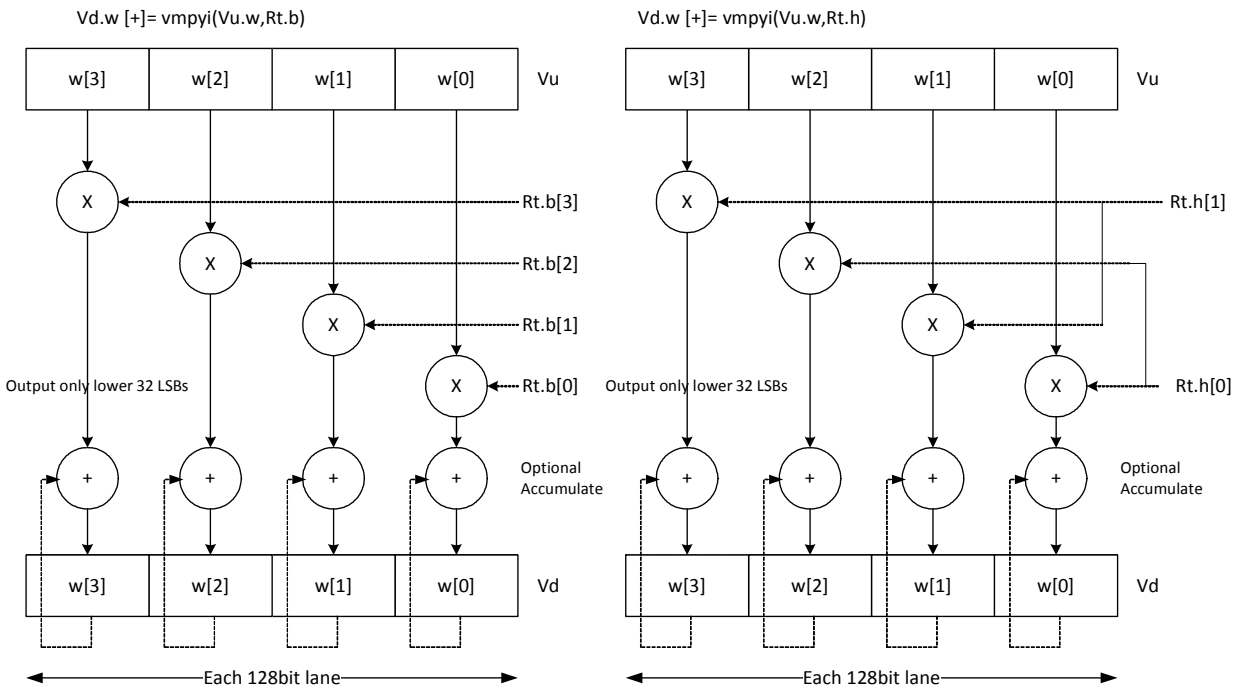 Vd.w [+]= vmpyi(Vu.w,Rt.b)
w[3] w[2] w[1] w[0] Vu
X Rt.b[3]
X Rt.b[2]
X Rt.b[1]
X Rt.b[0]
Output only lower 32 LSBs
+ + + +
Optional
Accumulate
w[3] w[2] w[1] w[0] Vd
Each 128bit lane
Vd.w [+]= vmpyi(Vu.w,Rt.h)
w[3] w[2] w[1] w[0] Vu
X Rt.h[1]
X
X
X Rt.h[0]
Output only lower 32 LSBs
+ + + +
Optional
Accumulate
w[3] w[2] w[1] w[0] Vd
Each 128bit lane